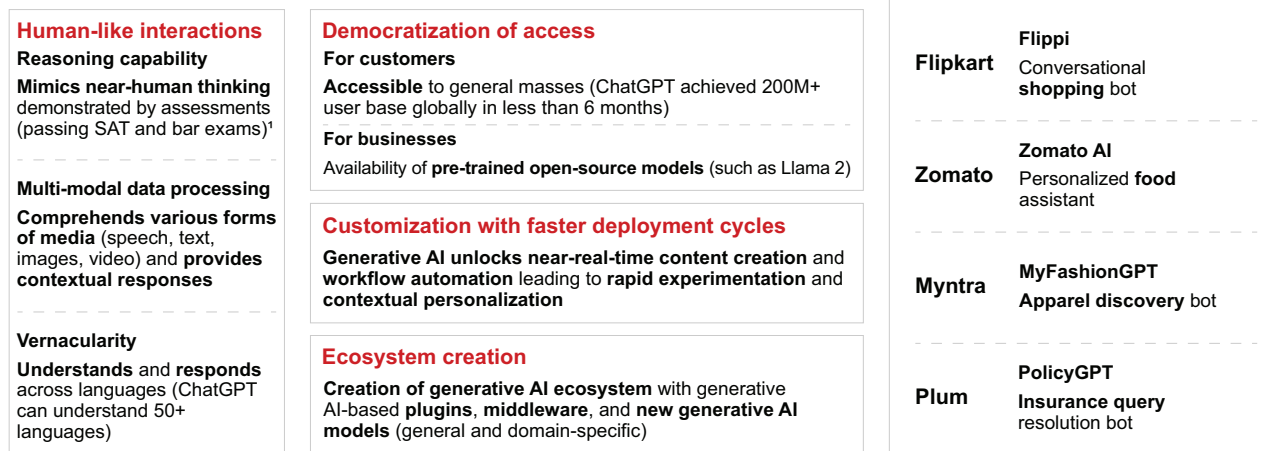 Human-like interactions
Reasoning capability
Mimics near-human thinking
demonstrated by assessments
(passing SAT and bar exams)¹
Multi-modal data processing
Comprehends various forms
of media (speech, text,
images, video) and provides
contextual responses
Vernacularity
Understands and responds
across languages (ChatGPT
can understand 50+
languages)
Democratization of access
For customers
Accessible to general masses (ChatGPT achieved 200M+
user base globally in less than 6 months)
For businesses
Availability of pre-trained open-source models (such as Llama 2)
Customization with faster deployment cycles
Generative AI unlocks near-real-time content creation and
workflow automation leading to rapid experimentation and
contextual personalization
Ecosystem creation
Creation of generative AI ecosystem with generative
AI-based plugins, middleware, and new generative AI
models (general and domain-specific)
Flipkart
Flippi
Conversational
shopping bot
Zomato
Zomato AI
Personalized food
assistant
Myntra
MyFashionGPT
Apparel discovery bot
Plum
PolicyGPT
Insurance query
resolution bot